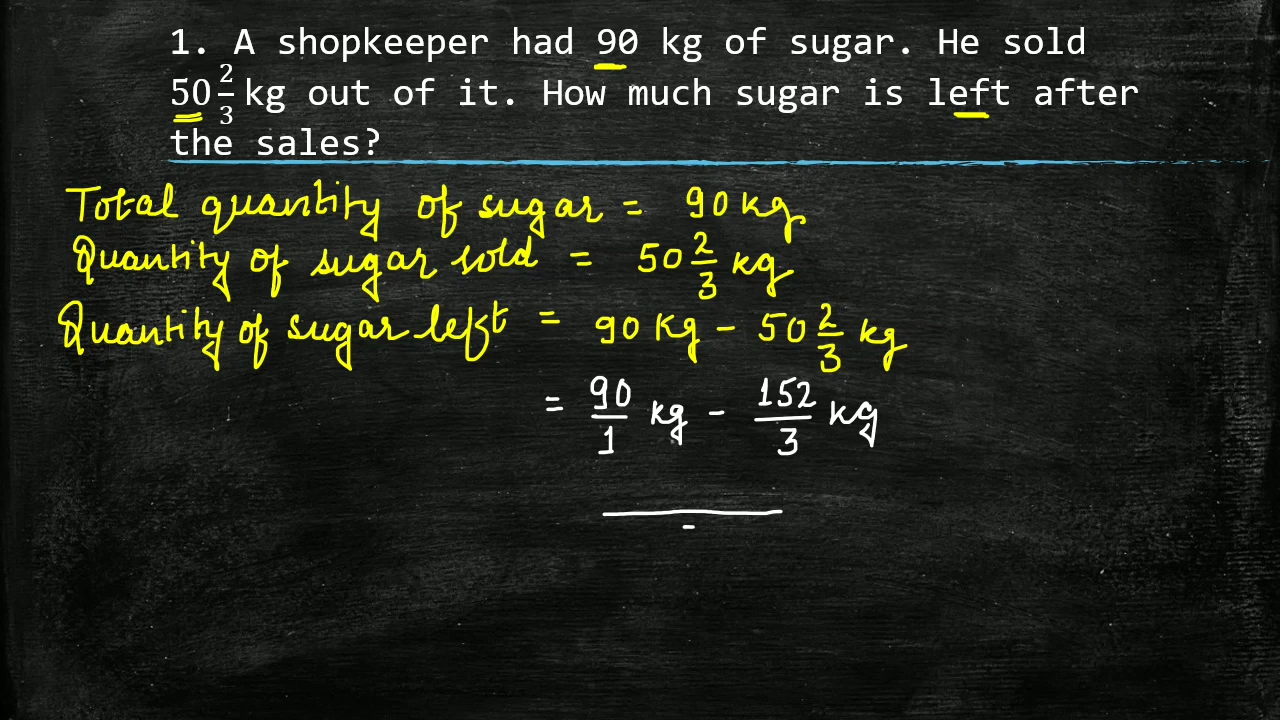 1. A shopkeeper had 90 kg of sugar. He sold
50 2/3 kg out of it. How much sugar is left after
the sales?
Total quantity of sugar = 90 kg
Quantity of sugar sold = 50 2/3 kg
Quantity of sugar left = 90 kg - 50 2/3 kg
= 90/1 kg - 152/3 kg